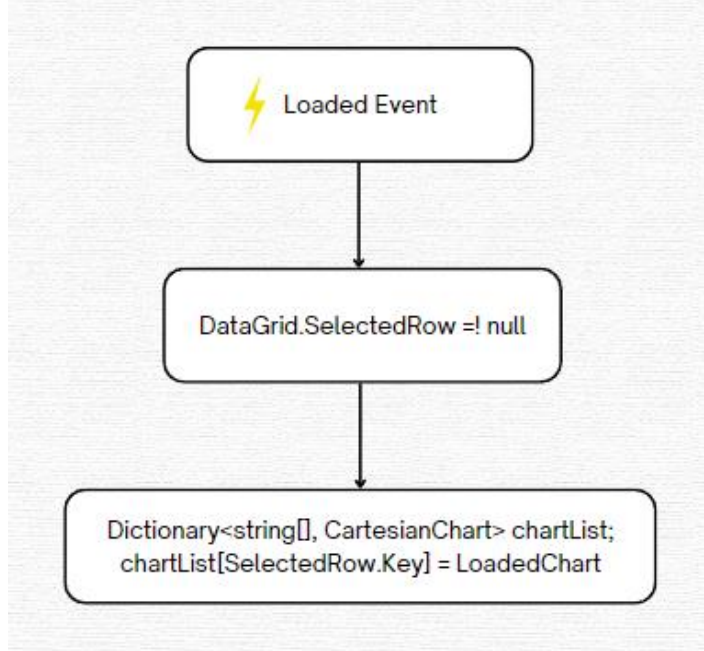 Loaded Event
DataGrid.SelectedRow =! null
Dictionary<string[], CartesianChart> chartList;
chartList[SelectedRow.Key] = LoadedChart